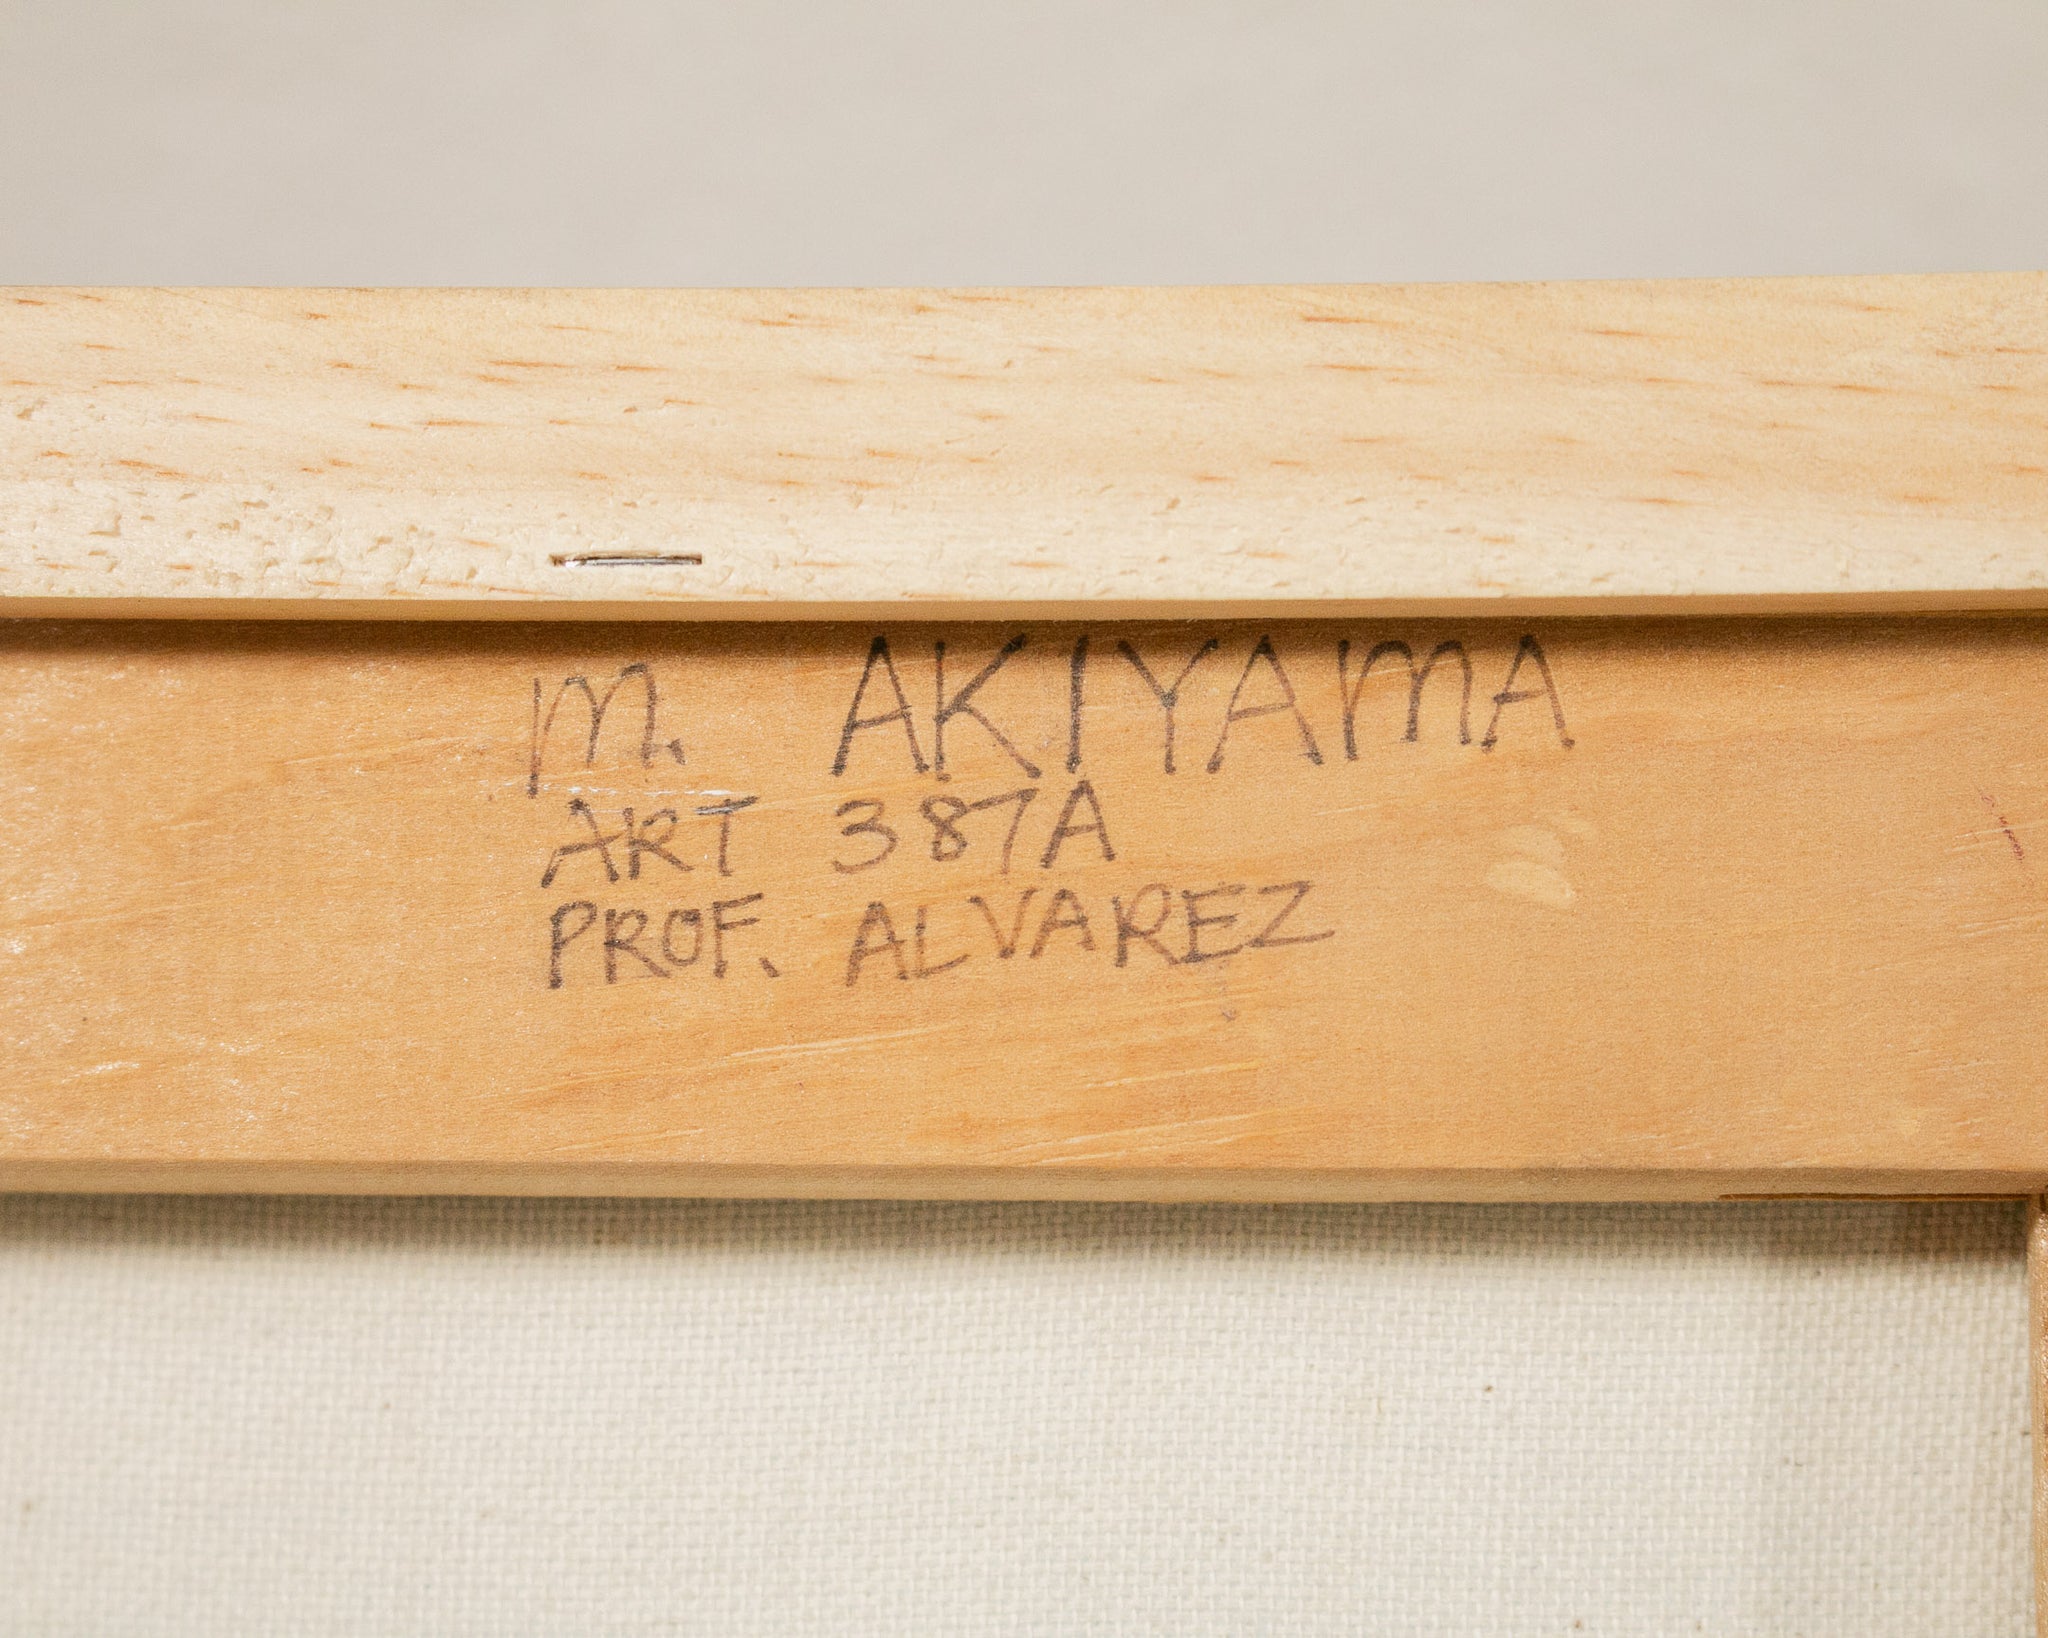 M. AKIYAMA
ART 387A
PROF. ALVAREZ